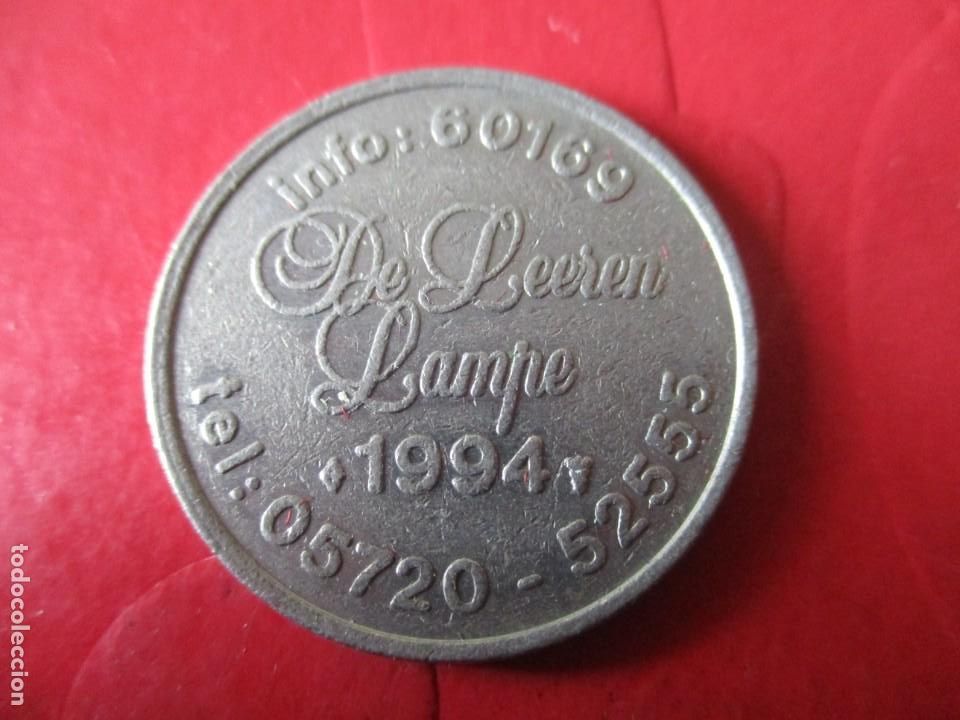 info: 60169
De Leeren
Lampe
1994
tel: 05720 - 52555
todocoleccion